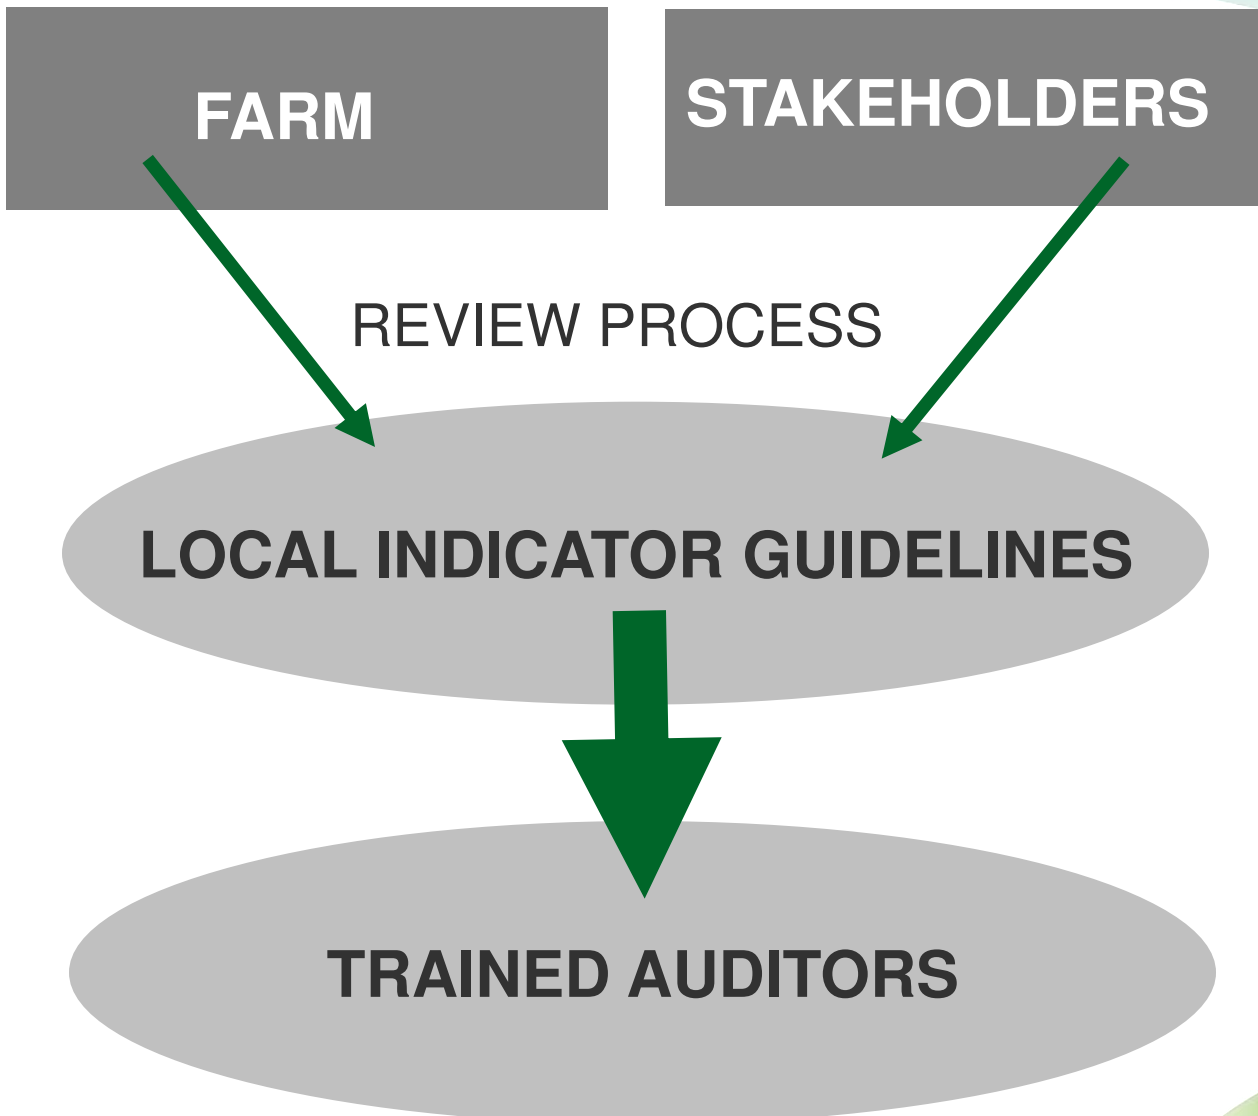 FARM
STAKEHOLDERS
REVIEW PROCESS
LOCAL INDICATOR GUIDELINES
TRAINED AUDITORS